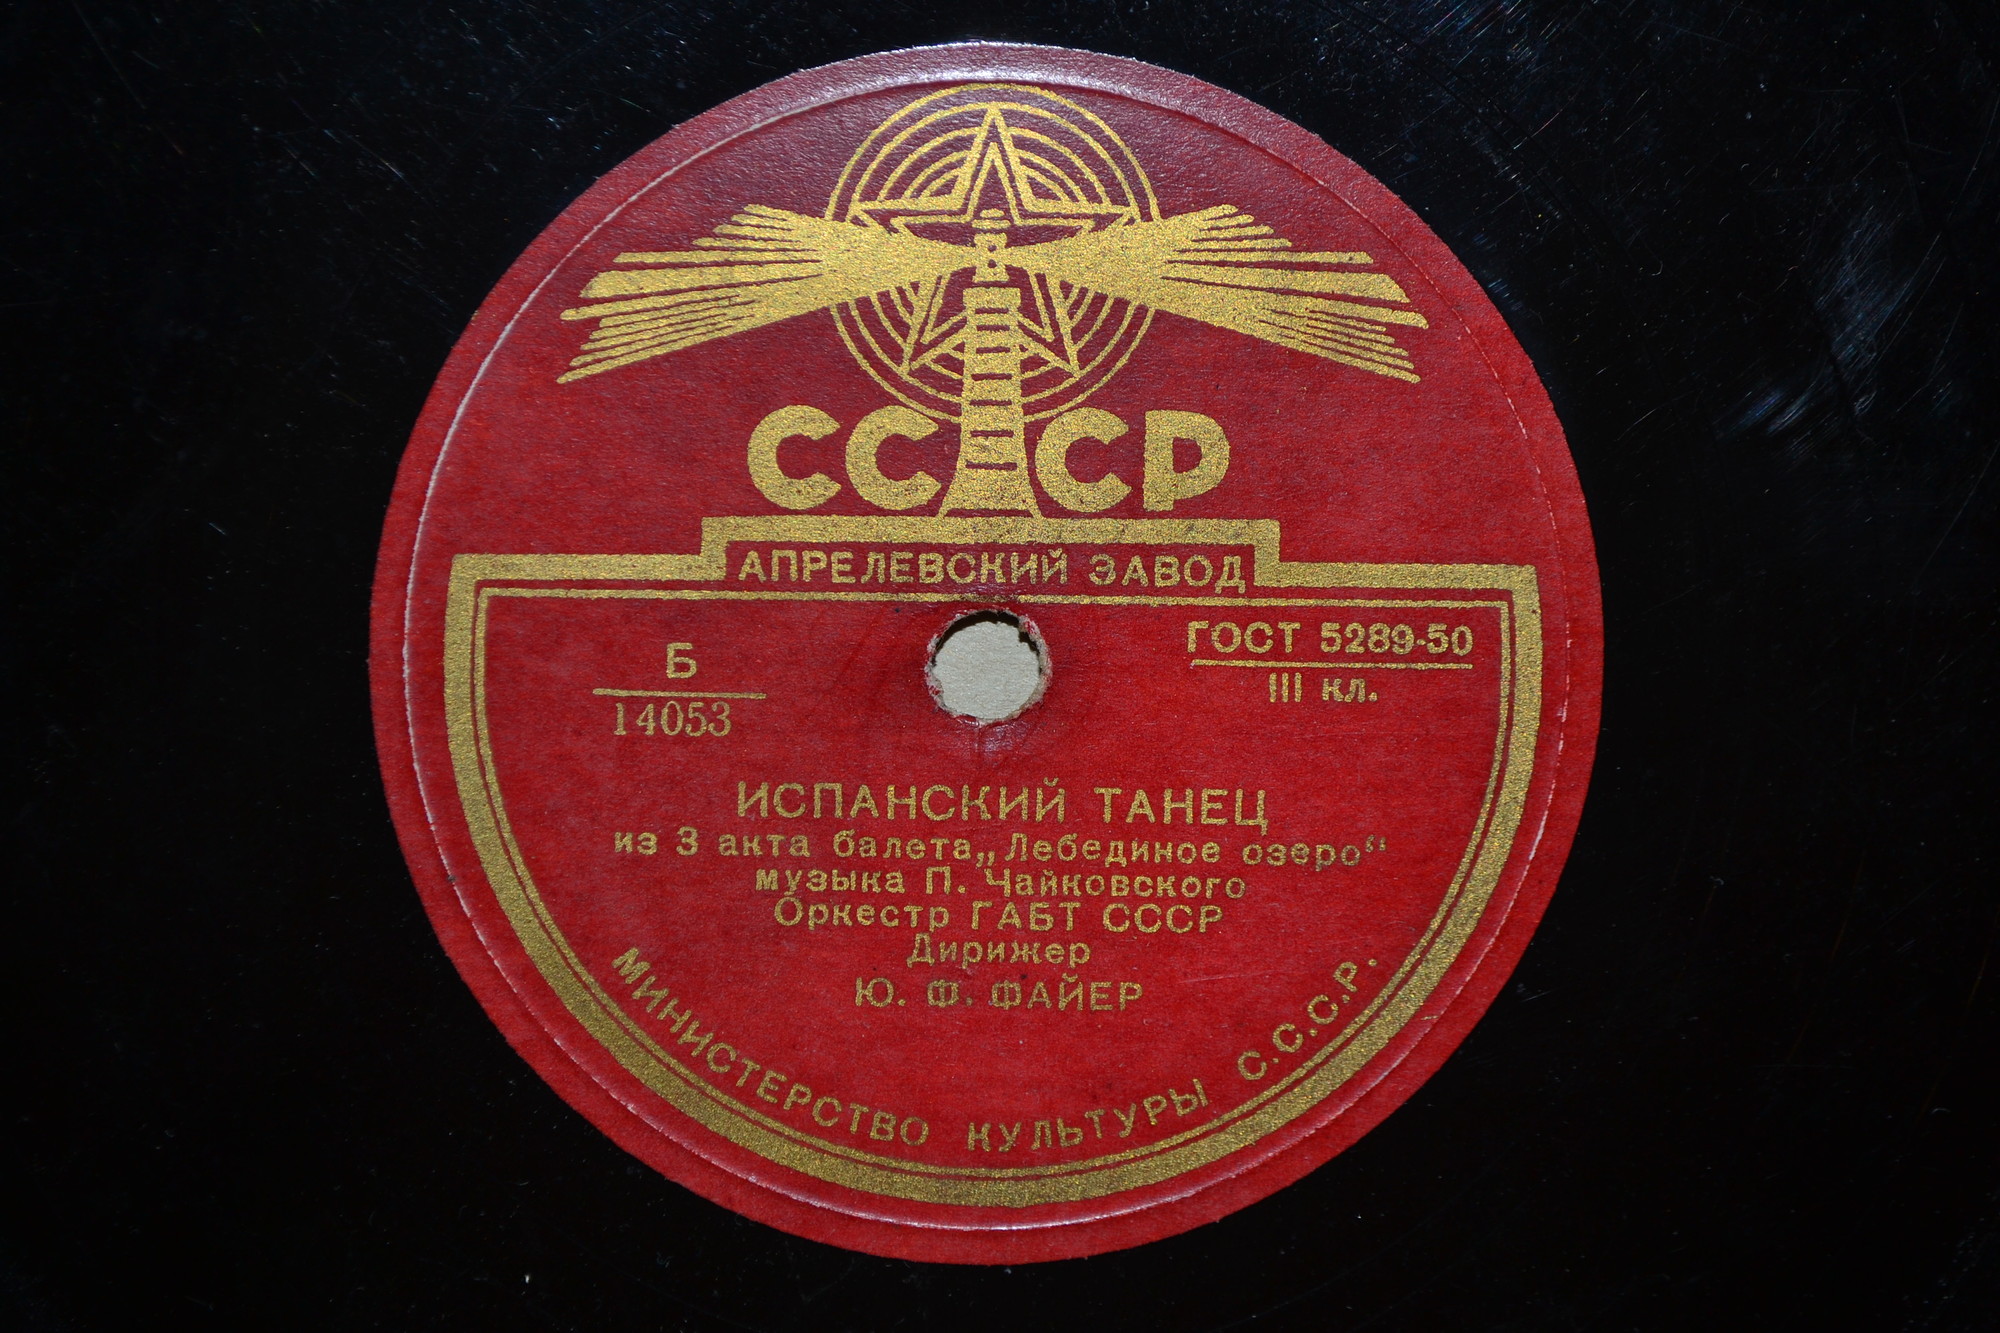 СССР
АПРЕЛЕВСКИЙ ЗАВОД
Б
14053
ГОСТ 5289-50
III кл.
ИСПАНСКИЙ ТАНЕЦ
из 3 акта балета „Лебединое озеро“
музыка П. Чайковского
Оркестр ГАБТ СССР
Дирижер
Ю. Ф. ФАЙЕР
МИНИСТЕРСТВО КУЛЬТУРЫ С.С.С.Р.